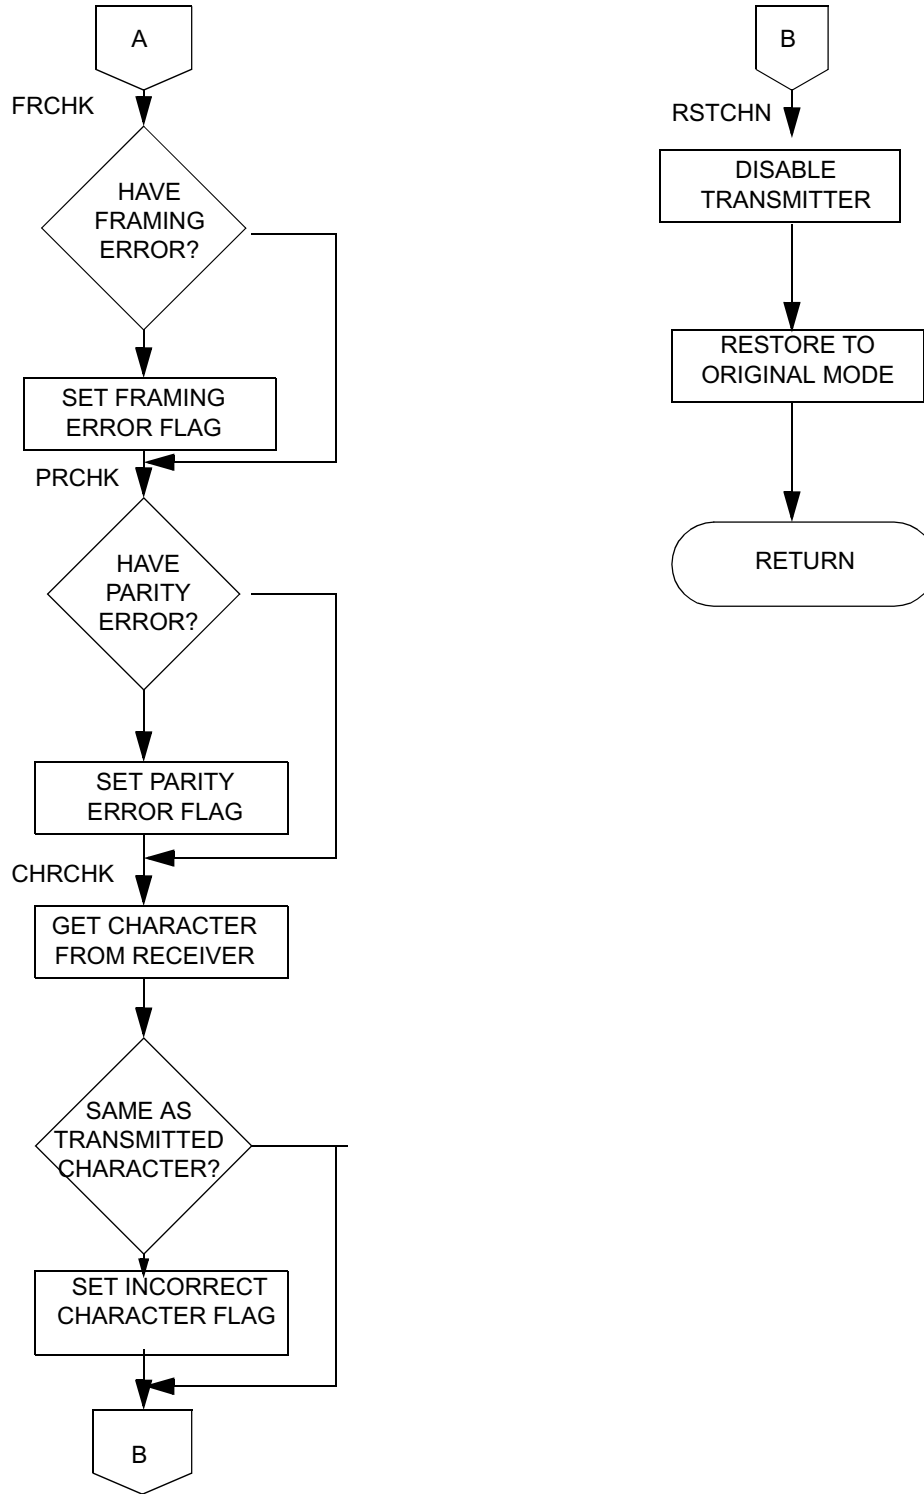 A
FRCHK
HAVE
FRAMING
ERROR?
SET FRAMING
ERROR FLAG
PRCHK
HAVE
PARITY
ERROR?
SET PARITY
ERROR FLAG
CHRCHK
GET CHARACTER
FROM RECEIVER
SAME AS
TRANSMITTED
CHARACTER?
SET INCORRECT
CHARACTER FLAG
B
B
RSTCHN
DISABLE
TRANSMITTER
RESTORE TO
ORIGINAL MODE
RETURN